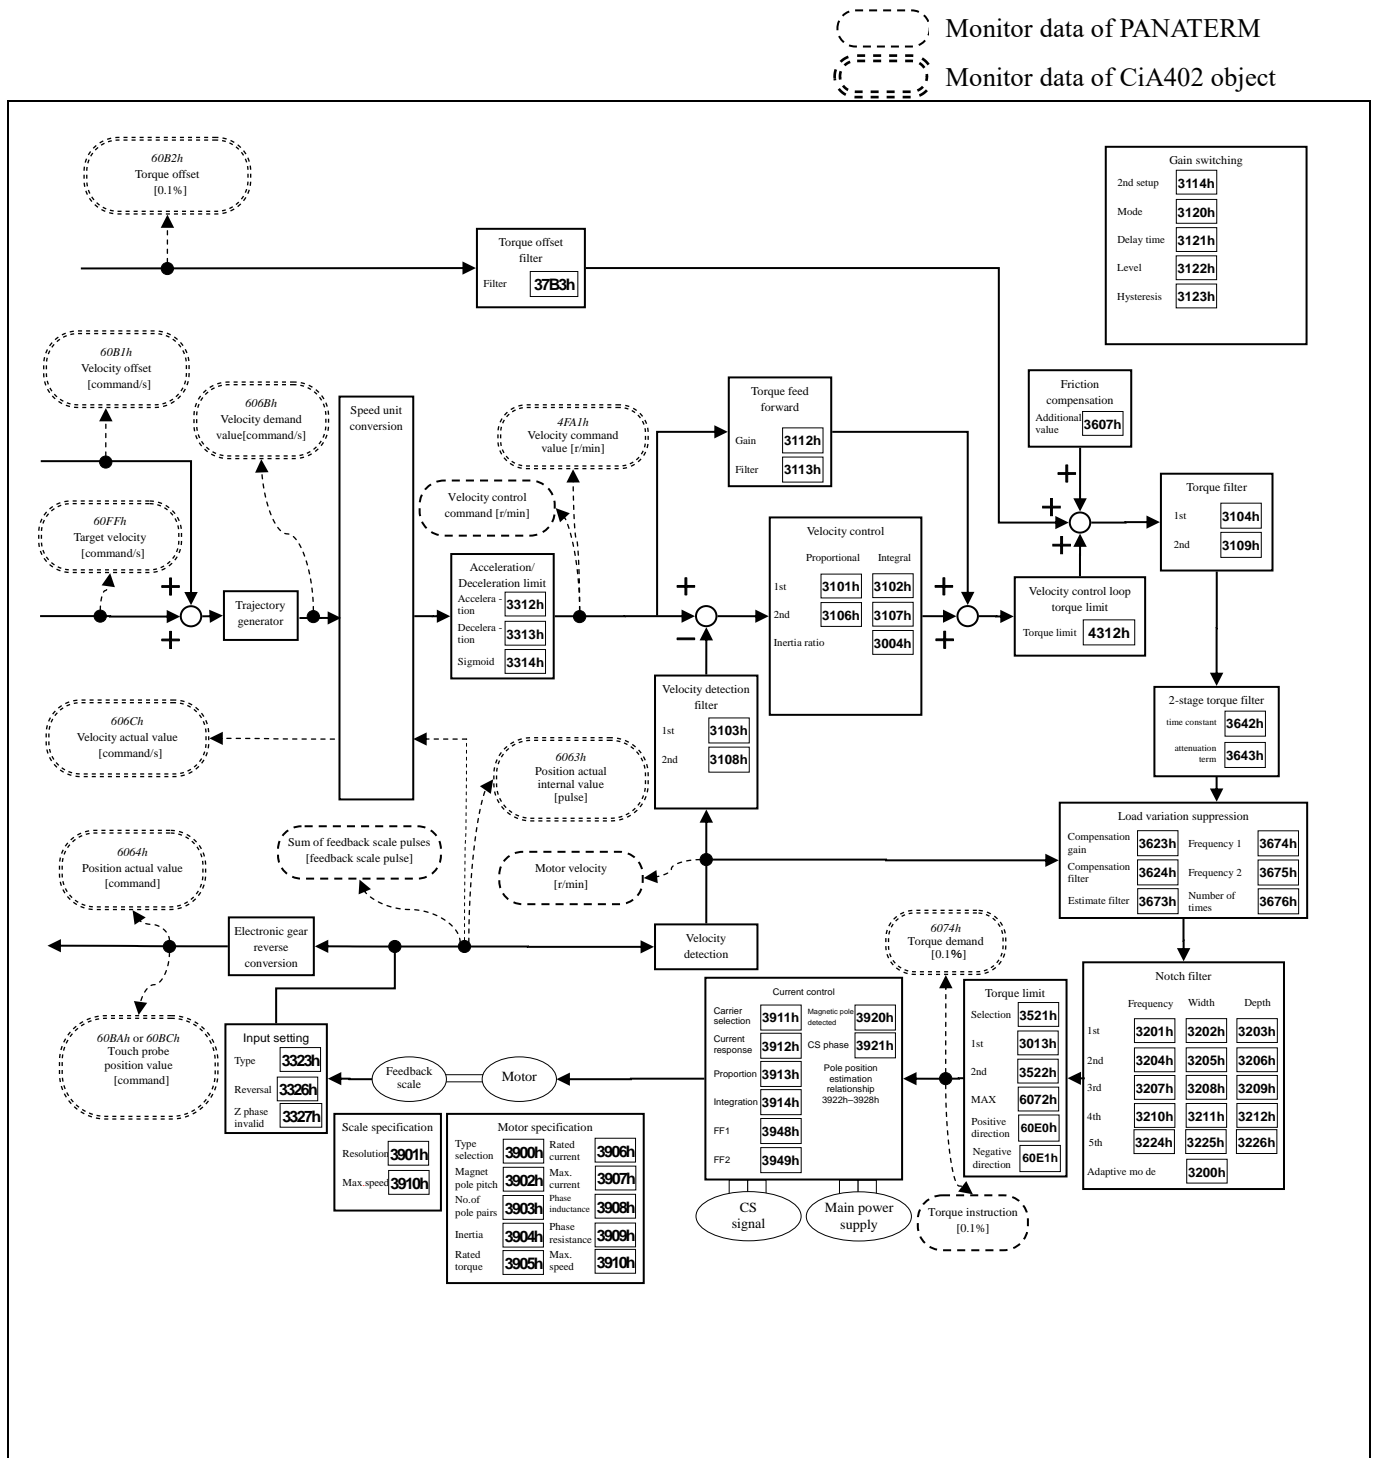 Monitor data of PANATERM
Monitor data of CiA402 object
60B2h
Torque offset
[0.1%]
Gain switching
2nd setup 3114h
Mode 3120h
Delay time 3121h
Level 3122h
Hysteresis 3123h
Torque offset
filter
Filter 37B3h
60B1h
Velocity offset
[command/s]
606Bh
Velocity demand
value[command/s]
Speed unit
conversion
4FA1h
Velocity command
value [r/min]
Velocity control
command [r/min]
Torque feed
forward
Gain 3112h
Filter 3113h
Friction
compensation
Additional
value 3607h
+
+
+
60FFh
Target velocity
[command/s]
+
+
Trajectory
generator
Acceleration/
Deceleration limit
Accelera -
tion 3312h
Decelera -
tion 3313h
Sigmoid 3314h
+
−
Velocity control
Proportional Integral
1st 3101h 3102h
2nd 3106h 3107h
Inertia ratio 3004h
+
+
Velocity control loop
torque limit
Torque limit 4312h
Torque filter
1st 3104h
2nd 3109h
606Ch
Velocity actual value
[command/s]
Velocity detection
filter
1st 3103h
2nd 3108h
2-stage torque filter
time constant 3642h
attenuation
term 3643h
6063h
Position actual
internal value
[pulse]
Sum of feedback scale pulses
[feedback scale pulse]
Motor velocity
[r/min]
Load variation suppression
Compensation
gain 3623h Frequency 1 3674h
Compensation
filter 3624h Frequency 2 3675h
Estimate filter 3673h Number of
times 3676h
6064h
Position actual value
[command]
Electronic gear
reverse
conversion
Velocity
detection
6074h
Torque demand
[0.1%]
60BAh or 60BCh
Touch probe
position value
[command]
Input setting
Type 3323h
Reversal 3326h
Z phase
invalid 3327h
Feedback
scale
Motor
Current control
Carrier
selection 3911h Magnetic pole
detected 3920h
Current
response 3912h CS phase 3921h
Proportion 3913h
Integration 3914h
FF1 3948h
FF2 3949h
Pole position
estimation
relationship
3922h–3928h
Torque limit
Selection 3521h
1st 3013h
2nd 3522h
MAX 6072h
Positive
direction 60E0h
Negative
direction 60E1h
Notch filter
Frequency Width Depth
1st 3201h 3202h 3203h
2nd 3204h 3205h 3206h
3rd 3207h 3208h 3209h
4th 3210h 3211h 3212h
5th 3224h 3225h 3226h
Adaptive mo de 3200h
Scale specification
Resolution 3901h
Max.speed 3910h
Motor specification
Type
selection 3900h Rated
current 3906h
Magnet
pole pitch 3902h Max.
current 3907h
No.of
pole pairs 3903h Phase
inductance 3908h
Inertia 3904h Phase
resistance 3909h
Rated
torque 3905h Max.
speed 3910h
CS
signal
Main power
supply
Torque instruction
[0.1%]